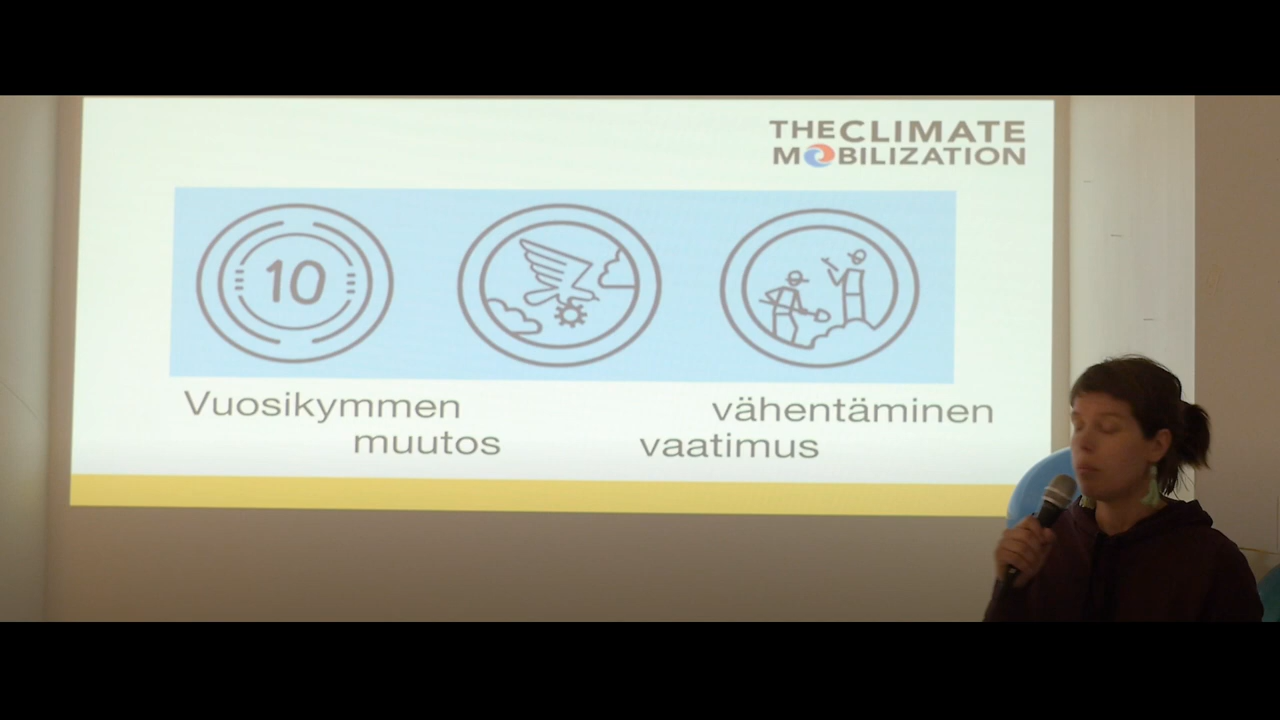 THE CLIMATE
MOBILIZATION
10
Vuosikymmen
muutos
vähentäminen
vaatimus